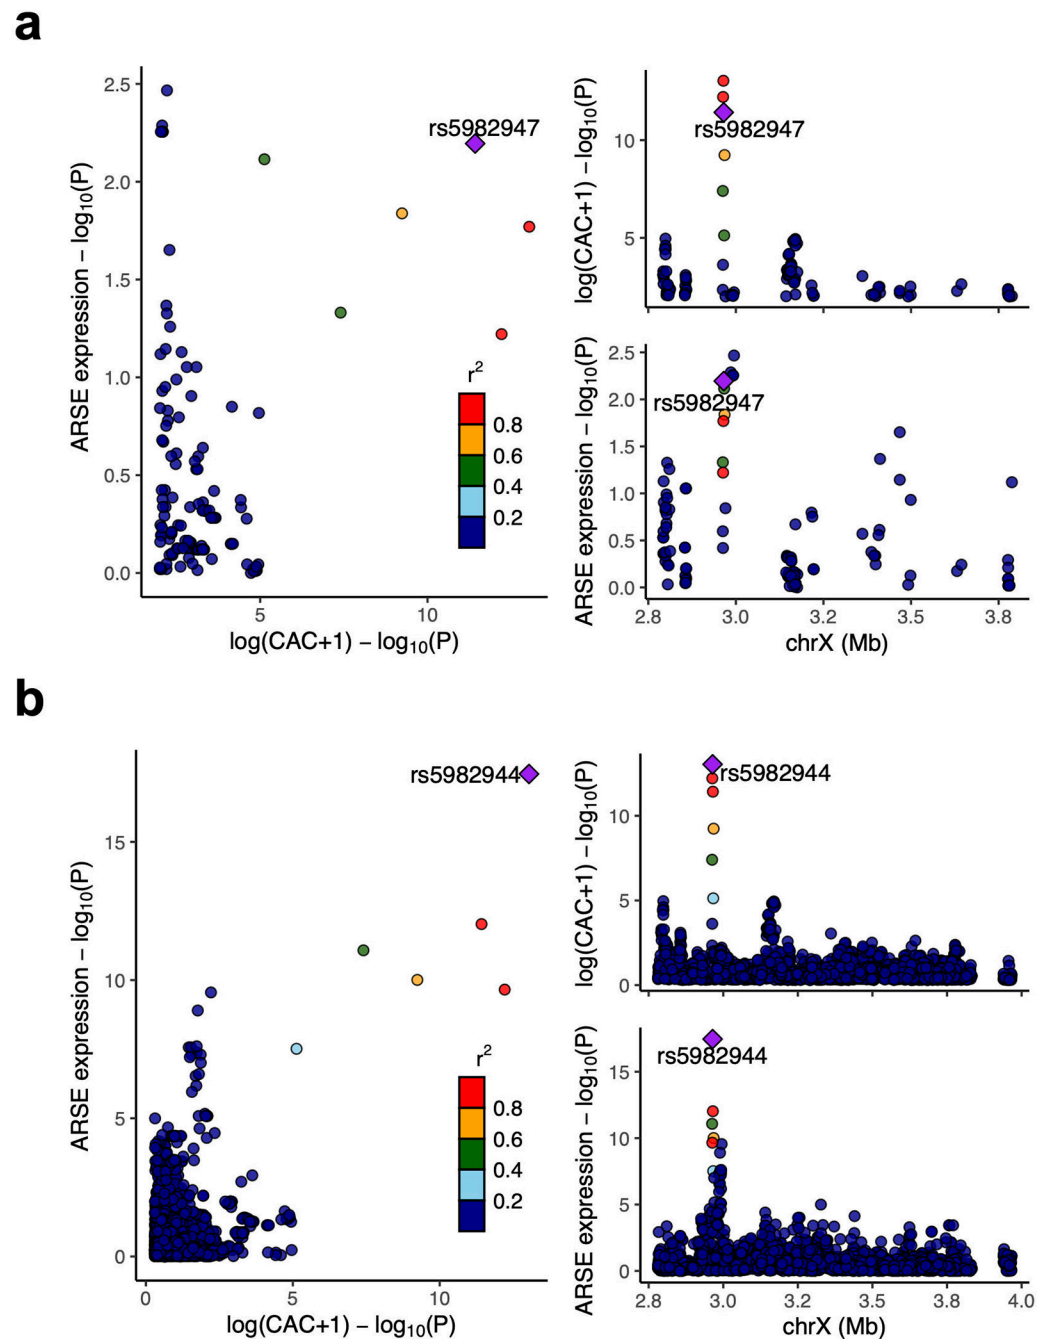 a
ARSE expression − log10(P)
2.5
2.0
1.5
1.0
0.5
0.0
5
10
log(CAC+1) − log10(P)
rs5982947
r2
0.8
0.6
0.4
0.2
log(CAC+1) − log10(P)
10
5
rs5982947
ARSE expression − log10(P)
2.5
2.0
1.5
1.0
0.5
0.0
rs5982947
2.8
3.0
3.2
3.5
3.8
chrX (Mb)
b
ARSE expression − log10(P)
15
10
5
0
0
5
10
log(CAC+1) − log10(P)
rs5982944
r2
0.8
0.6
0.4
0.2
log(CAC+1) − log10(P)
10
5
0
rs5982944
ARSE expression − log10(P)
15
10
5
0
rs5982944
2.8
3.0
3.2
3.5
3.8
4.0
chrX (Mb)